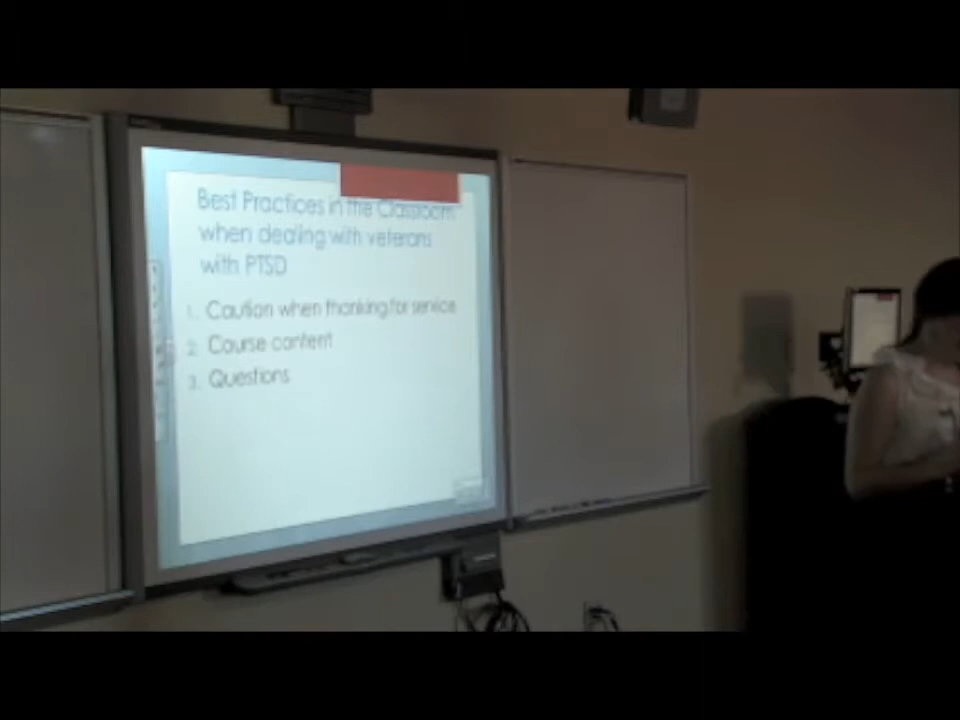 Best Practices in the Classroom
when dealing with veterans
with PTSD
1. Caution when thanking for service
2. Course content
3. Questions